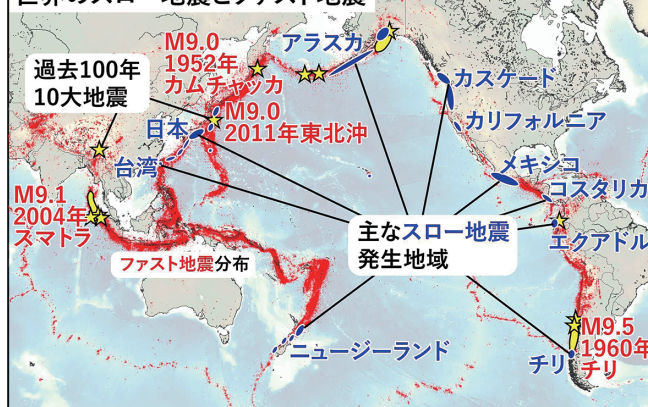 世界のスロー地震とファスト地震
M9.0
1952年
カムチャッカ
アラスカ
過去100年
10大地震
カスケード
M9.0
2011年東北沖
日本
カリフォルニア
台湾
メキシコ
コスタリカ
M9.1
2004年
スマトラ
主なスロー地震
発生地域
エクアドル
ファスト地震分布
M9.5
1960年
チリ
ニュージーランド
チリ